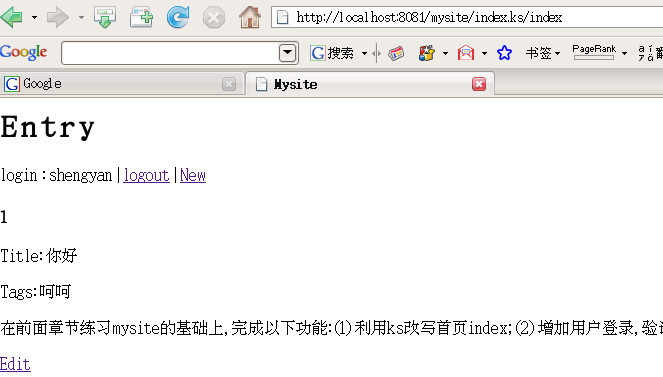 http://localhost:8081/mysite/index.ks/index
Google 搜索 书签 PageRank
Google Mysite
Entry
login:shengyan|logout|New
1
Title:你好
Tags:呵呵
在前面章节练习mysite的基础上,完成以下功能:(1)利用ks改写首页index;(2)增加用户登录,验
Edit